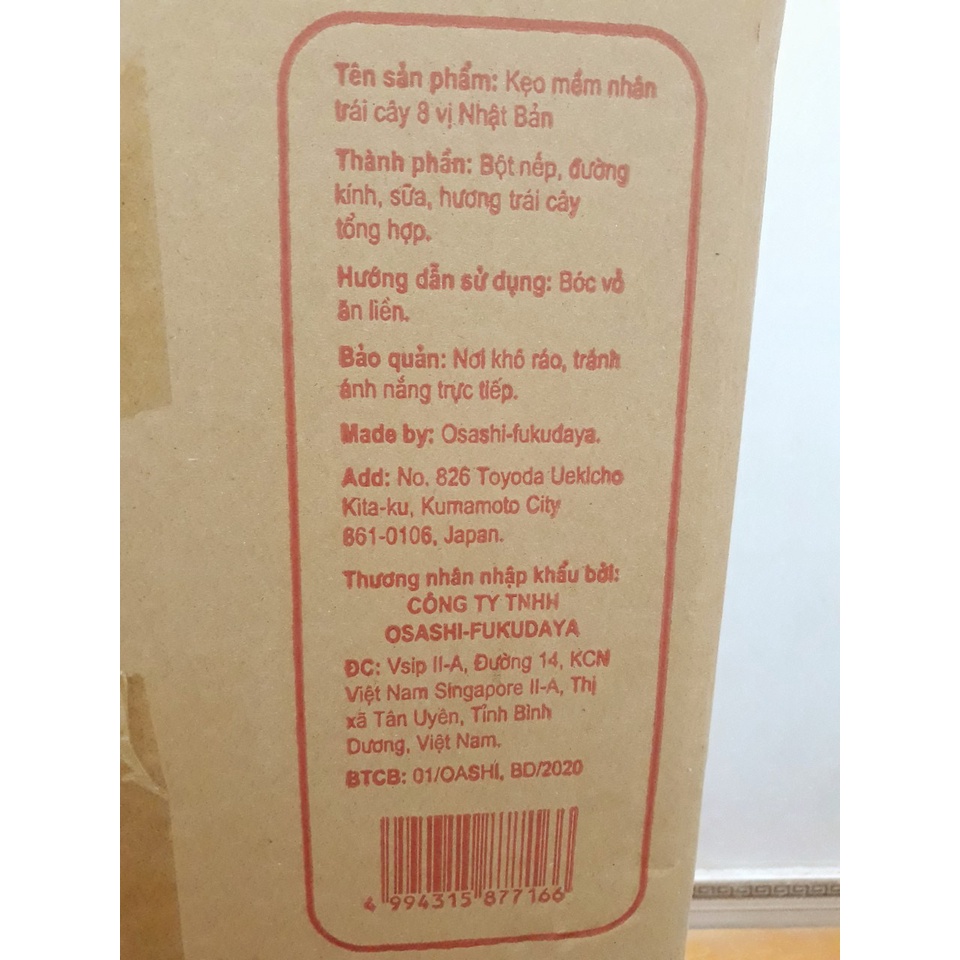 Tên sản phẩm: Kẹo mềm nhân
trái cây 8 vị Nhật Bản
Thành phần: Bột nếp, đường
kính, sữa, hương trái cây
tổng hợp.
Hướng dẫn sử dụng: Bóc vỏ
ăn liền.
Bảo quản: Nơi khô ráo, tránh
ánh nắng trực tiếp.
Made by: Osashi-fukudaya.
Add: No. 826 Toyoda Uekicho
Kita-ku, Kumamoto City
861-0106, Japan.
Thương nhân nhập khẩu bởi:
CÔNG TY TNHH
OSASHI-FUKUDAYA
ĐC: Vsip II-A, Đường 14, KCN
Việt Nam Singapore II-A, Thị
xã Tân Uyên, Tỉnh Bình
Dương, Việt Nam.
BTCB: 01/OASHI, BD/2020
4 994315 877166